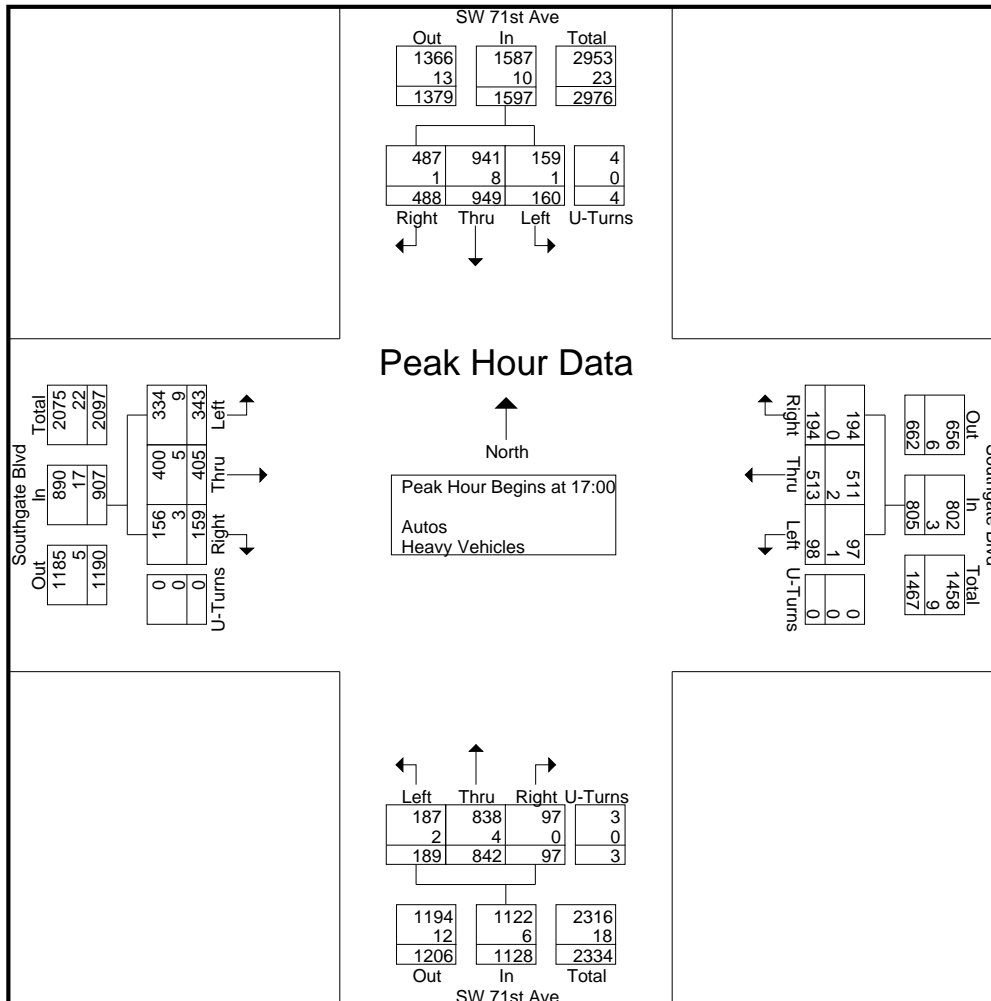 SW 71st Ave
Out In Total
1366 1587 2953
13 10 23
1379 1597 2976
487 941 159 4
1 8 1 0
488 949 160 4
Right Thru Left U-Turns
Peak Hour Data
North
Peak Hour Begins at 17:00
Autos
Heavy Vehicles
Southgate Blvd
Out In Total
1185 890 2075
5 17 22
1190 907 2097
0 156 400 334
0 3 5 9
0 159 405 343
U-Turns Right Thru Left
Southgate Blvd
Out In Total
656 802 1458
6 3 9
662 805 1467
194 511 97 0
0 2 1 0
194 513 98 0
Right Thru Left U-Turns
Left Thru Right U-Turns
187 838 97 3
2 4 0 0
189 842 97 3
1194 1122 2316
12 6 18
1206 1128 2334
Out In Total
SW 71st Ave